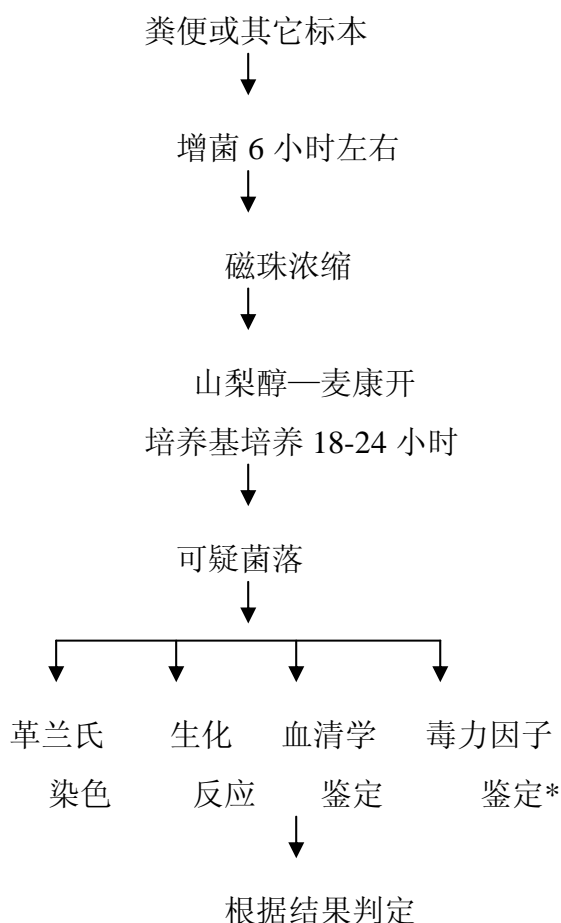 粪便或其它标本
增菌 6 小时左右
磁珠浓缩
山梨醇—麦康开
培养基培养 18-24 小时
可疑菌落
革兰氏 生化 血清学 毒力因子
染色 反应 鉴定 鉴定*
根据结果判定